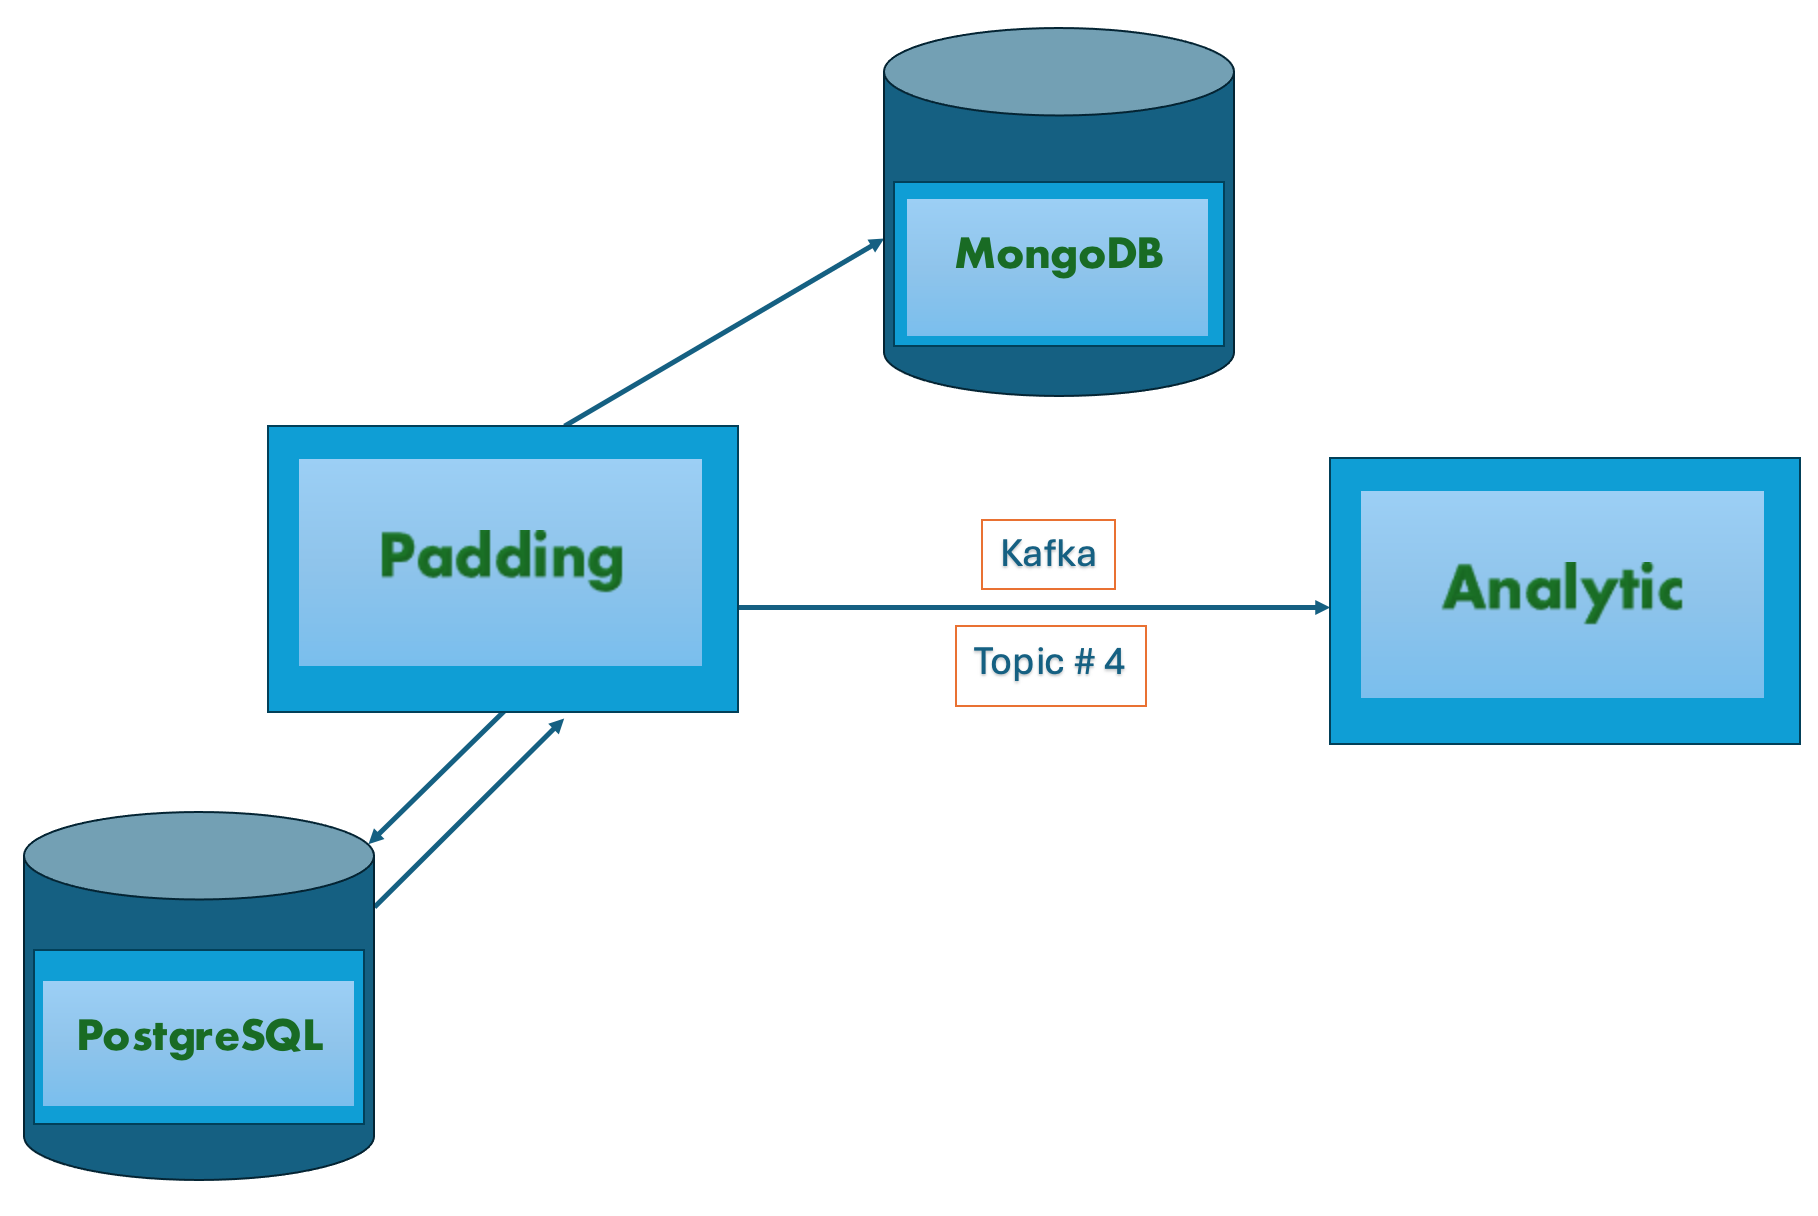 MongoDB
Padding
Kafka
Topic # 4
Analytic
PostgreSQL